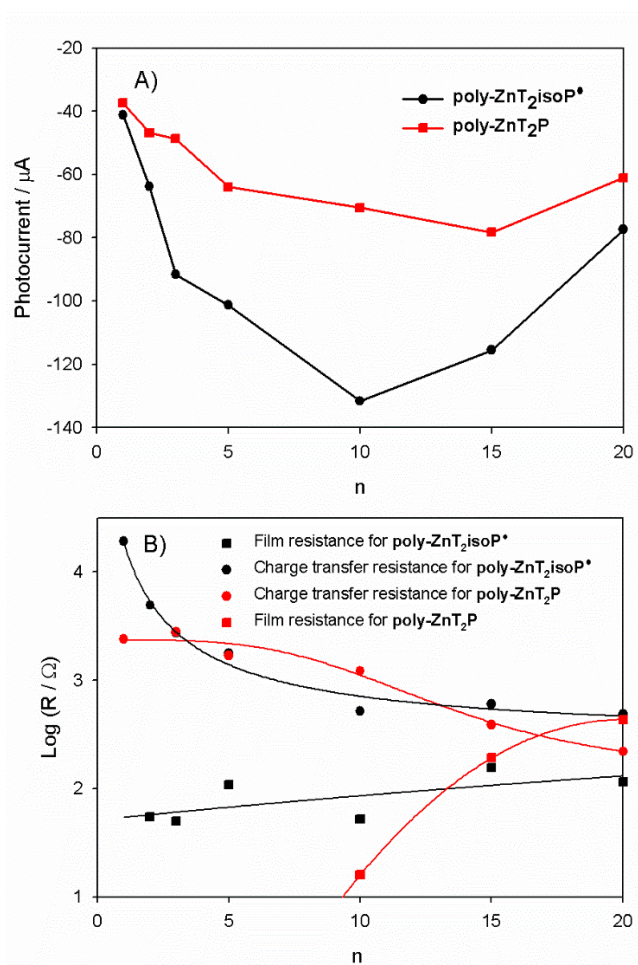 A)
poly-ZnT2isoP•
poly-ZnT2P
Photocurrent / μA
-20
-40
-60
-80
-100
-120
-140
0
5
10
15
20
n
B)
Film resistance for poly-ZnT2isoP•
Charge transfer resistance for poly-ZnT2isoP•
Charge transfer resistance for poly-ZnT2P
Film resistance for poly-ZnT2P
Log (R / Ω)
4
3
2
1
0
5
10
15
20
n